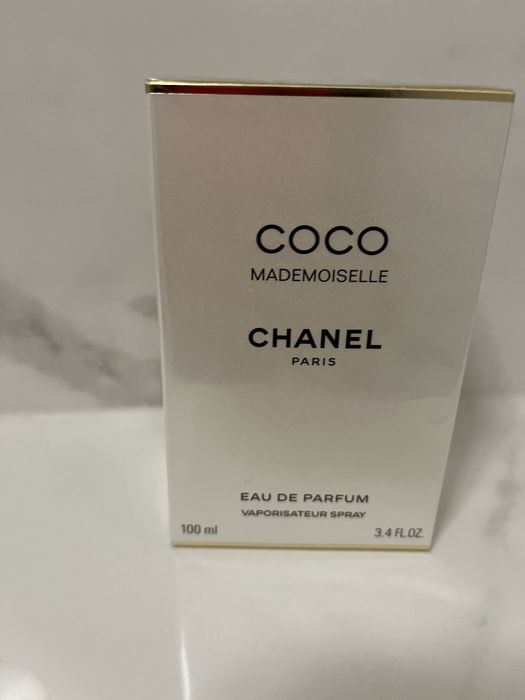 COCO
MADEMOISELLE
CHANEL
PARIS
EAU DE PARFUM
VAPORISATEUR SPRAY
100 ml 3.4 FL.OZ.